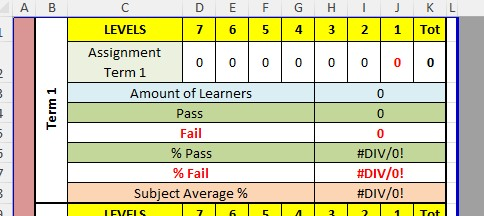 A B C D E F G H I J K L
1 LEVELS 7 6 5 4 3 2 1 Tot
Assignment
2 Term 1 0 0 0 0 0 0 0 0
Term 1
3 Amount of Learners 0
4 Pass 0
5 Fail 0
6 % Pass #DIV/0!
7 % Fail #DIV/0!
8 Subject Average % #DIV/0!
LEVELS 7 6 5 4 3 2 1 Tot